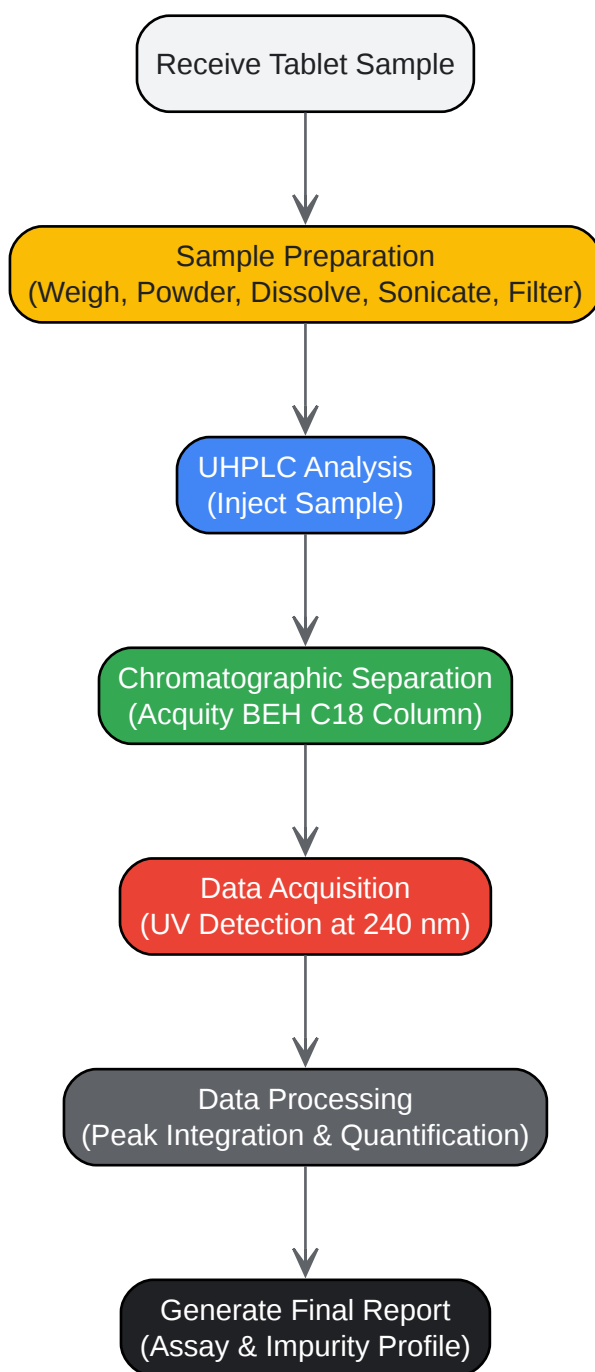 Receive Tablet Sample
Sample Preparation
(Weigh, Powder, Dissolve, Sonicate, Filter)
UHPLC Analysis
(Inject Sample)
Chromatographic Separation
(Acquity BEH C18 Column)
Data Acquisition
(UV Detection at 240 nm)
Data Processing
(Peak Integration & Quantification)
Generate Final Report
(Assay & Impurity Profile)